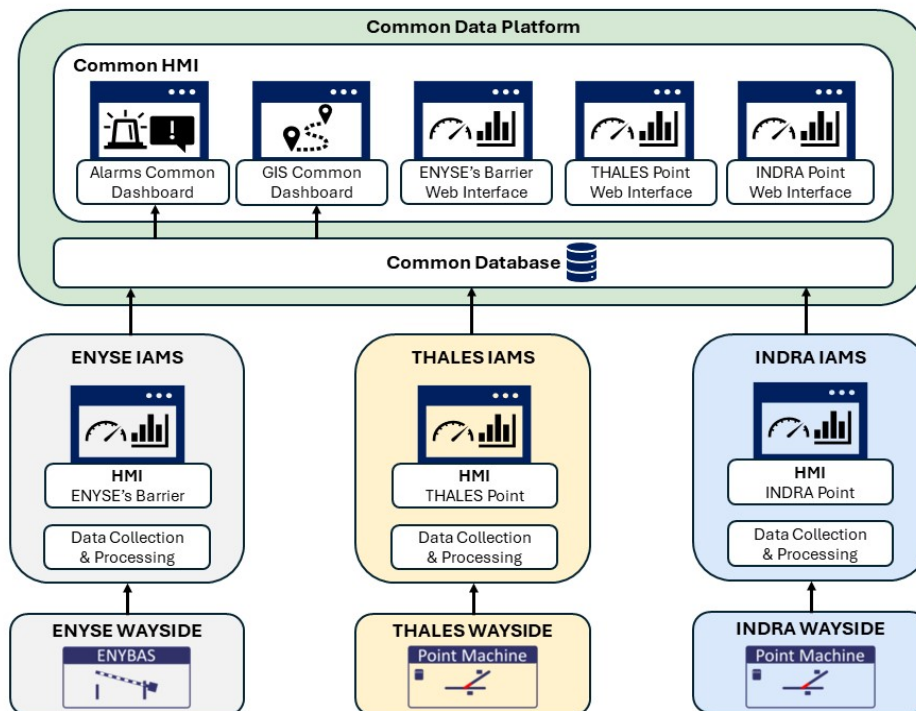 Common Data Platform
Common HMI
Alarms Common
Dashboard
GIS Common
Dashboard
ENYSE's Barrier
Web Interface
THALES Point
Web Interface
INDRA Point
Web Interface
Common Database
ENYSE IAMS
HMI
ENYSE's Barrier
Data Collection
& Processing
THALES IAMS
HMI
THALES Point
Data Collection
& Processing
INDRA IAMS
HMI
INDRA Point
Data Collection
& Processing
ENYSE WAYSIDE
ENYBAS
THALES WAYSIDE
Point Machine
INDRA WAYSIDE
Point Machine